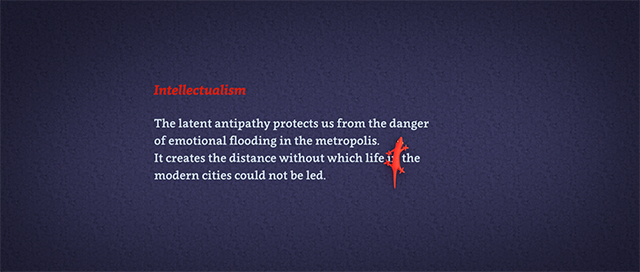 Intellectualism
The latent antipathy protects us from the danger
of emotional flooding in the metropolis.
It creates the distance without which life in the
modern cities could not be led.